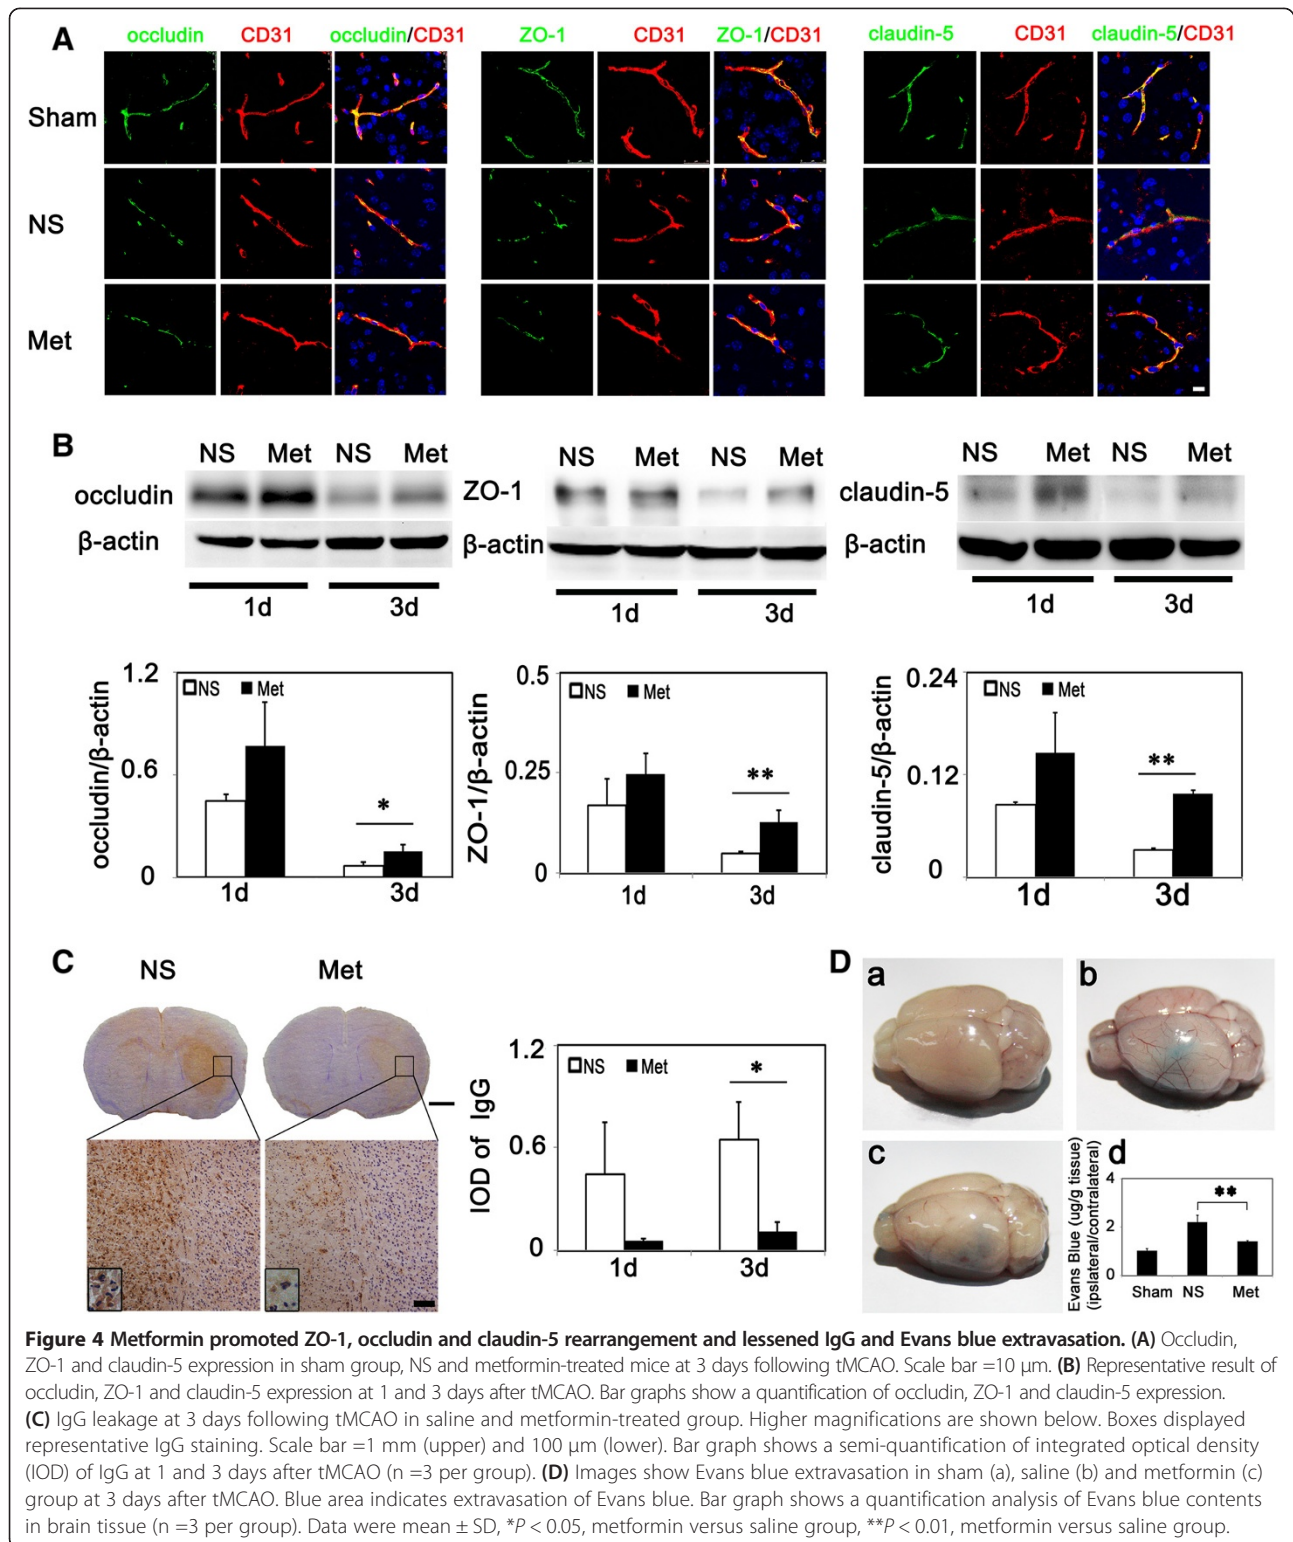 A
occludin CD31 occludin/CD31 ZO-1 CD31 ZO-1/CD31 claudin-5 CD31 claudin-5/CD31
Sham
NS
Met
B
NS Met NS Met
occludin
β-actin
1d 3d
NS Met NS Met
ZO-1
β-actin
1d 3d
NS Met NS Met
claudin-5
β-actin
1d 3d
occludin/β-actin
1.2
0.6
0
NS Met
*
1d 3d
ZO-1/β-actin
0.5
0.25
0
NS Met
**
1d 3d
claudin-5/β-actin
0.24
0.12
0
NS Met
**
1d 3d
C
NS Met
IOD of IgG
1.2
0.6
0
NS Met
*
1d 3d
D
a
b
c
d
Evans Blue (ug/g tissue)
(ipslateral/contralateral)
4
2
0
**
Sham NS Met
Figure 4 Metformin promoted ZO-1, occludin and claudin-5 rearrangement and lessened IgG and Evans blue extravasation. (A) Occludin,
ZO-1 and claudin-5 expression in sham group, NS and metformin-treated mice at 3 days following tMCAO. Scale bar =10 μm. (B) Representative result of
occludin, ZO-1 and claudin-5 expression at 1 and 3 days after tMCAO. Bar graphs show a quantification of occludin, ZO-1 and claudin-5 expression.
(C) IgG leakage at 3 days following tMCAO in saline and metformin-treated group. Higher magnifications are shown below. Boxes displayed
representative IgG staining. Scale bar =1 mm (upper) and 100 μm (lower). Bar graph shows a semi-quantification of integrated optical density
(IOD) of IgG at 1 and 3 days after tMCAO (n =3 per group). (D) Images show Evans blue extravasation in sham (a), saline (b) and metformin (c)
group at 3 days after tMCAO. Blue area indicates extravasation of Evans blue. Bar graph shows a quantification analysis of Evans blue contents
in brain tissue (n =3 per group). Data were mean ± SD, *P < 0.05, metformin versus saline group, **P < 0.01, metformin versus saline group.